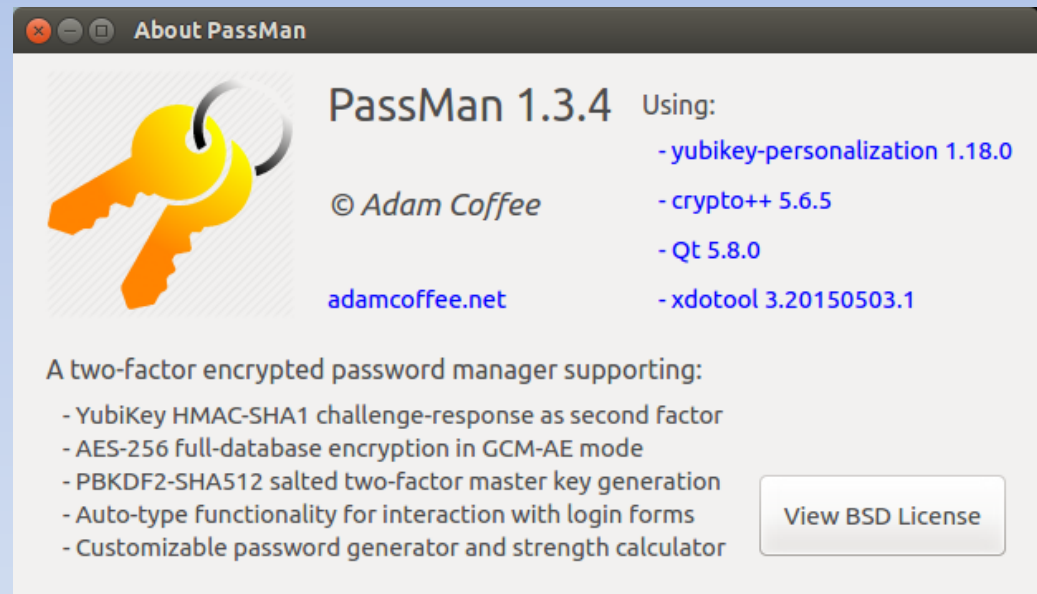 About PassMan
PassMan 1.3.4
© Adam Coffee
adamcoffee.net
Using:
- yubikey-personalization 1.18.0
- crypto++ 5.6.5
- Qt 5.8.0
- xdotool 3.20150503.1
A two-factor encrypted password manager supporting:
- YubiKey HMAC-SHA1 challenge-response as second factor
- AES-256 full-database encryption in GCM-AE mode
- PBKDF2-SHA512 salted two-factor master key generation
- Auto-type functionality for interaction with login forms
- Customizable password generator and strength calculator
View BSD License